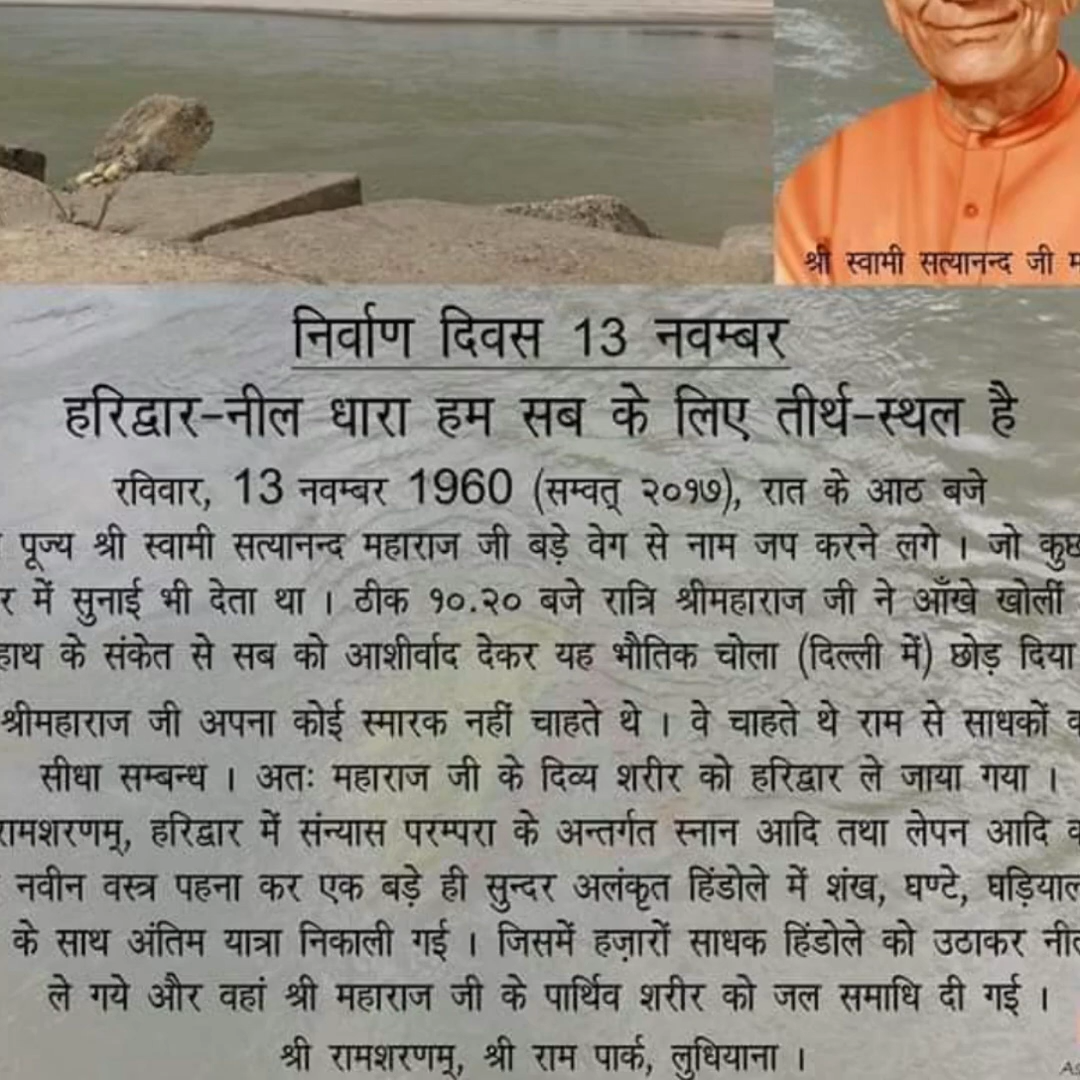 श्री स्वामी सत्यानन्द जी
निर्वाण दिवस 13 नवम्बर
हरिद्वार-नील धारा हम सब के लिए तीर्थ-स्थल है
रविवार, 13 नवम्बर 1960 (सम्वत् २०१७), रात के आठ बजे
पूज्य श्री स्वामी सत्यानन्द महाराज जी बड़े वेग से नाम जप करने लगे । जो कुछ
में सुनाई भी देता था । ठीक १०.२० बजे रात्रि श्रीमहाराज जी ने आँखे खोलीं
हाथ के संकेत से सब को आशीर्वाद देकर यह भौतिक चोला (दिल्ली में) छोड़ दिया
श्रीमहाराज जी अपना कोई स्मारक नहीं चाहते थे । वे चाहते थे राम से साधकों
सीधा सम्बन्ध । अतः महाराज जी के दिव्य शरीर को हरिद्वार ले जाया गया ।
रामशरणम्, हरिद्वार में संन्यास परम्परा के अन्तर्गत स्नान आदि तथा लेपन आदि
नवीन वस्त्र पहना कर एक बड़े ही सुन्दर अलंकृत हिंडोले में शंख, घण्टे, घड़ियाल
के साथ अंतिम यात्रा निकाली गई । जिसमें हज़ारों साधक हिंडोले को उठाकर
ले गये और वहां श्री महाराज जी के पार्थिव शरीर को जल समाधि दी गई ।
श्री रामशरणम्, श्री राम पार्क, लुधियाना ।